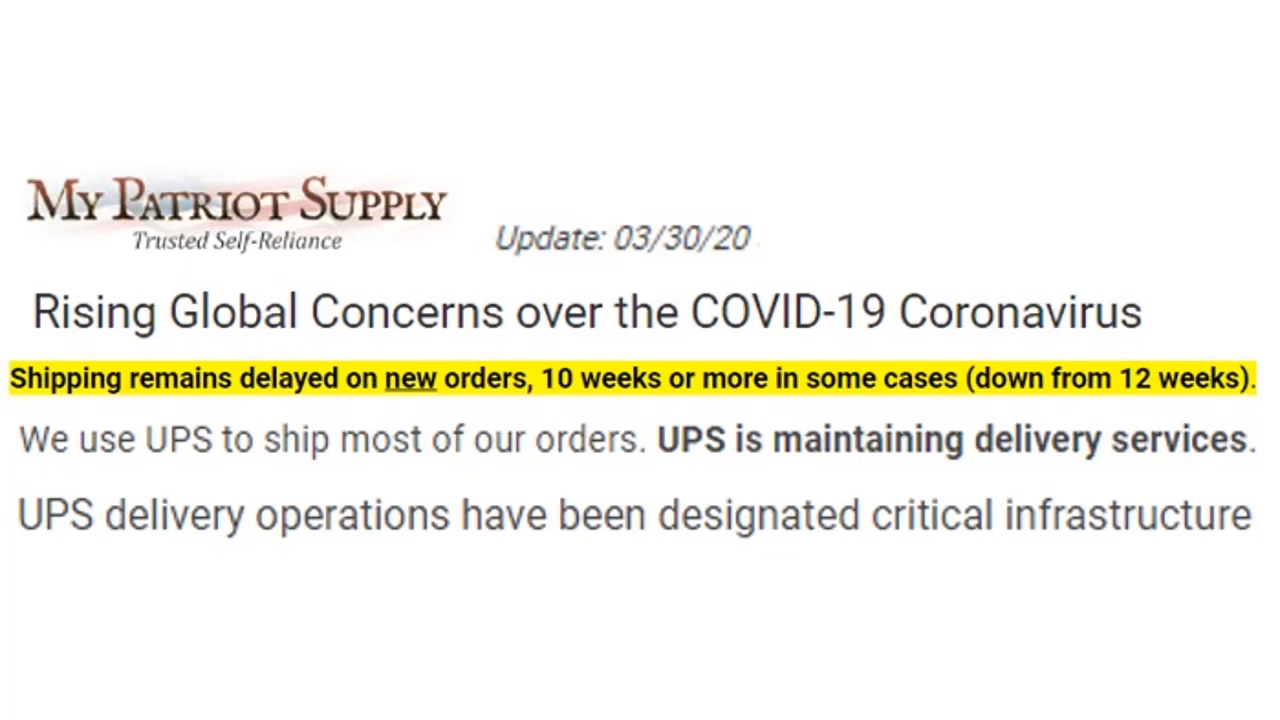 My Patriot Supply
Trusted Self-Reliance
Update: 03/30/20
Rising Global Concerns over the COVID-19 Coronavirus
Shipping remains delayed on new orders, 10 weeks or more in some cases (down from 12 weeks).
We use UPS to ship most of our orders. UPS is maintaining delivery services.
UPS delivery operations have been designated critical infrastructure